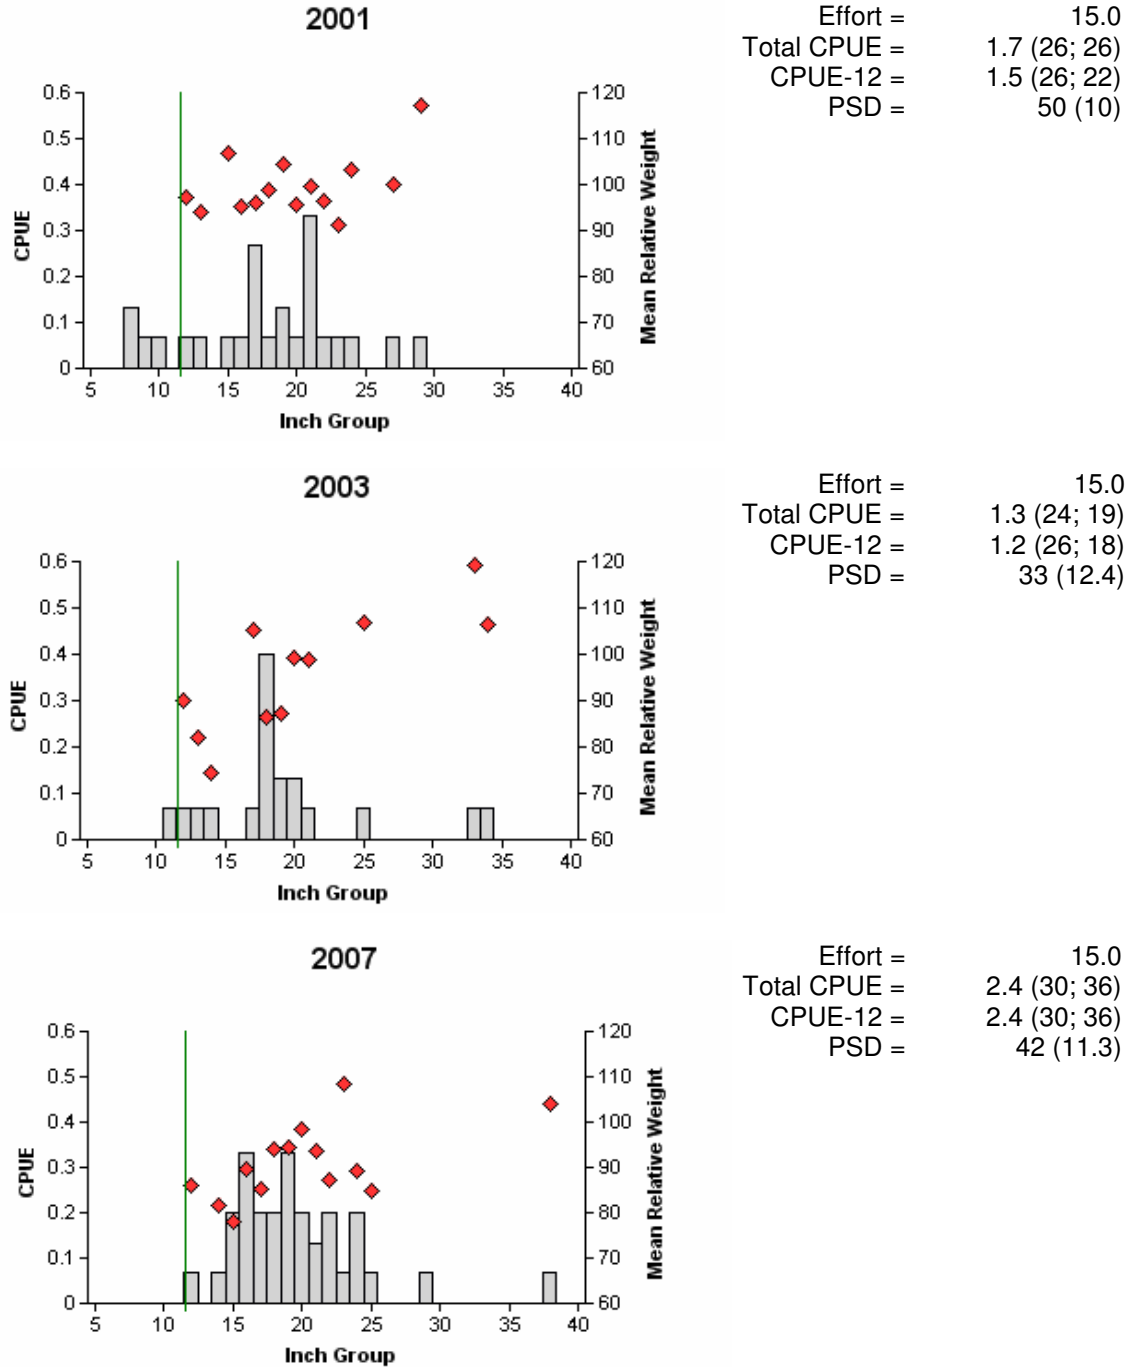 2001
Effort = 15.0
Total CPUE = 1.7 (26; 26)
CPUE-12 = 1.5 (26; 22)
PSD = 50 (10)
0.6 120
0.5 110
0.4 100
0.3 90
0.2 80
0.1 70
0 60
CPUE
Mean Relative Weight
5 10 15 20 25 30 35 40
Inch Group
2003
Effort = 15.0
Total CPUE = 1.3 (24; 19)
CPUE-12 = 1.2 (26; 18)
PSD = 33 (12.4)
0.6 120
0.5 110
0.4 100
0.3 90
0.2 80
0.1 70
0 60
CPUE
Mean Relative Weight
5 10 15 20 25 30 35 40
Inch Group
2007
Effort = 15.0
Total CPUE = 2.4 (30; 36)
CPUE-12 = 2.4 (30; 36)
PSD = 42 (11.3)
0.6 120
0.5 110
0.4 100
0.3 90
0.2 80
0.1 70
0 60
CPUE
Mean Relative Weight
5 10 15 20 25 30 35 40
Inch Group